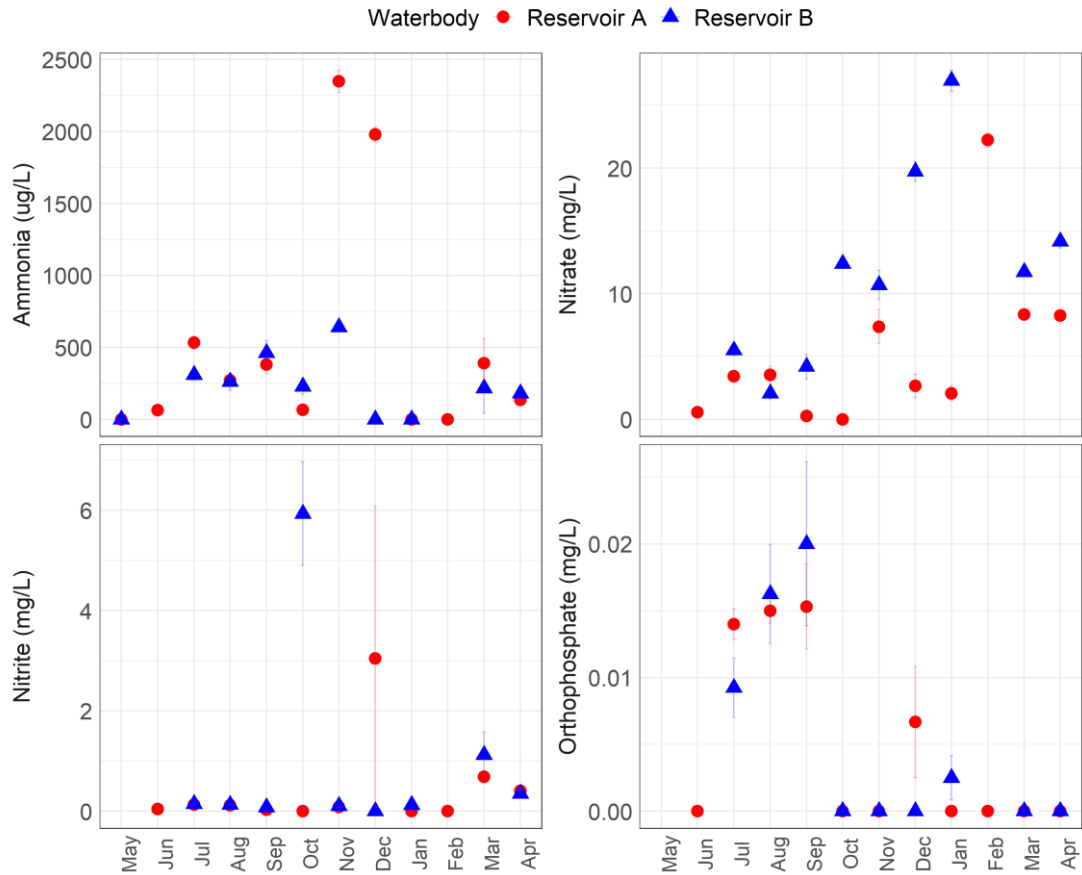 Waterbody Reservoir A Reservoir B
Ammonia (ug/L)
2500
2000
1500
1000
500
0
Nitrate (mg/L)
20
10
0
Nitrite (mg/L)
6
4
2
0
May Jun Jul Aug Sep Oct Nov Dec Jan Feb Mar Apr
Orthophosphate (mg/L)
0.02
0.01
0.00
May Jun Jul Aug Sep Oct Nov Dec Jan Feb Mar Apr